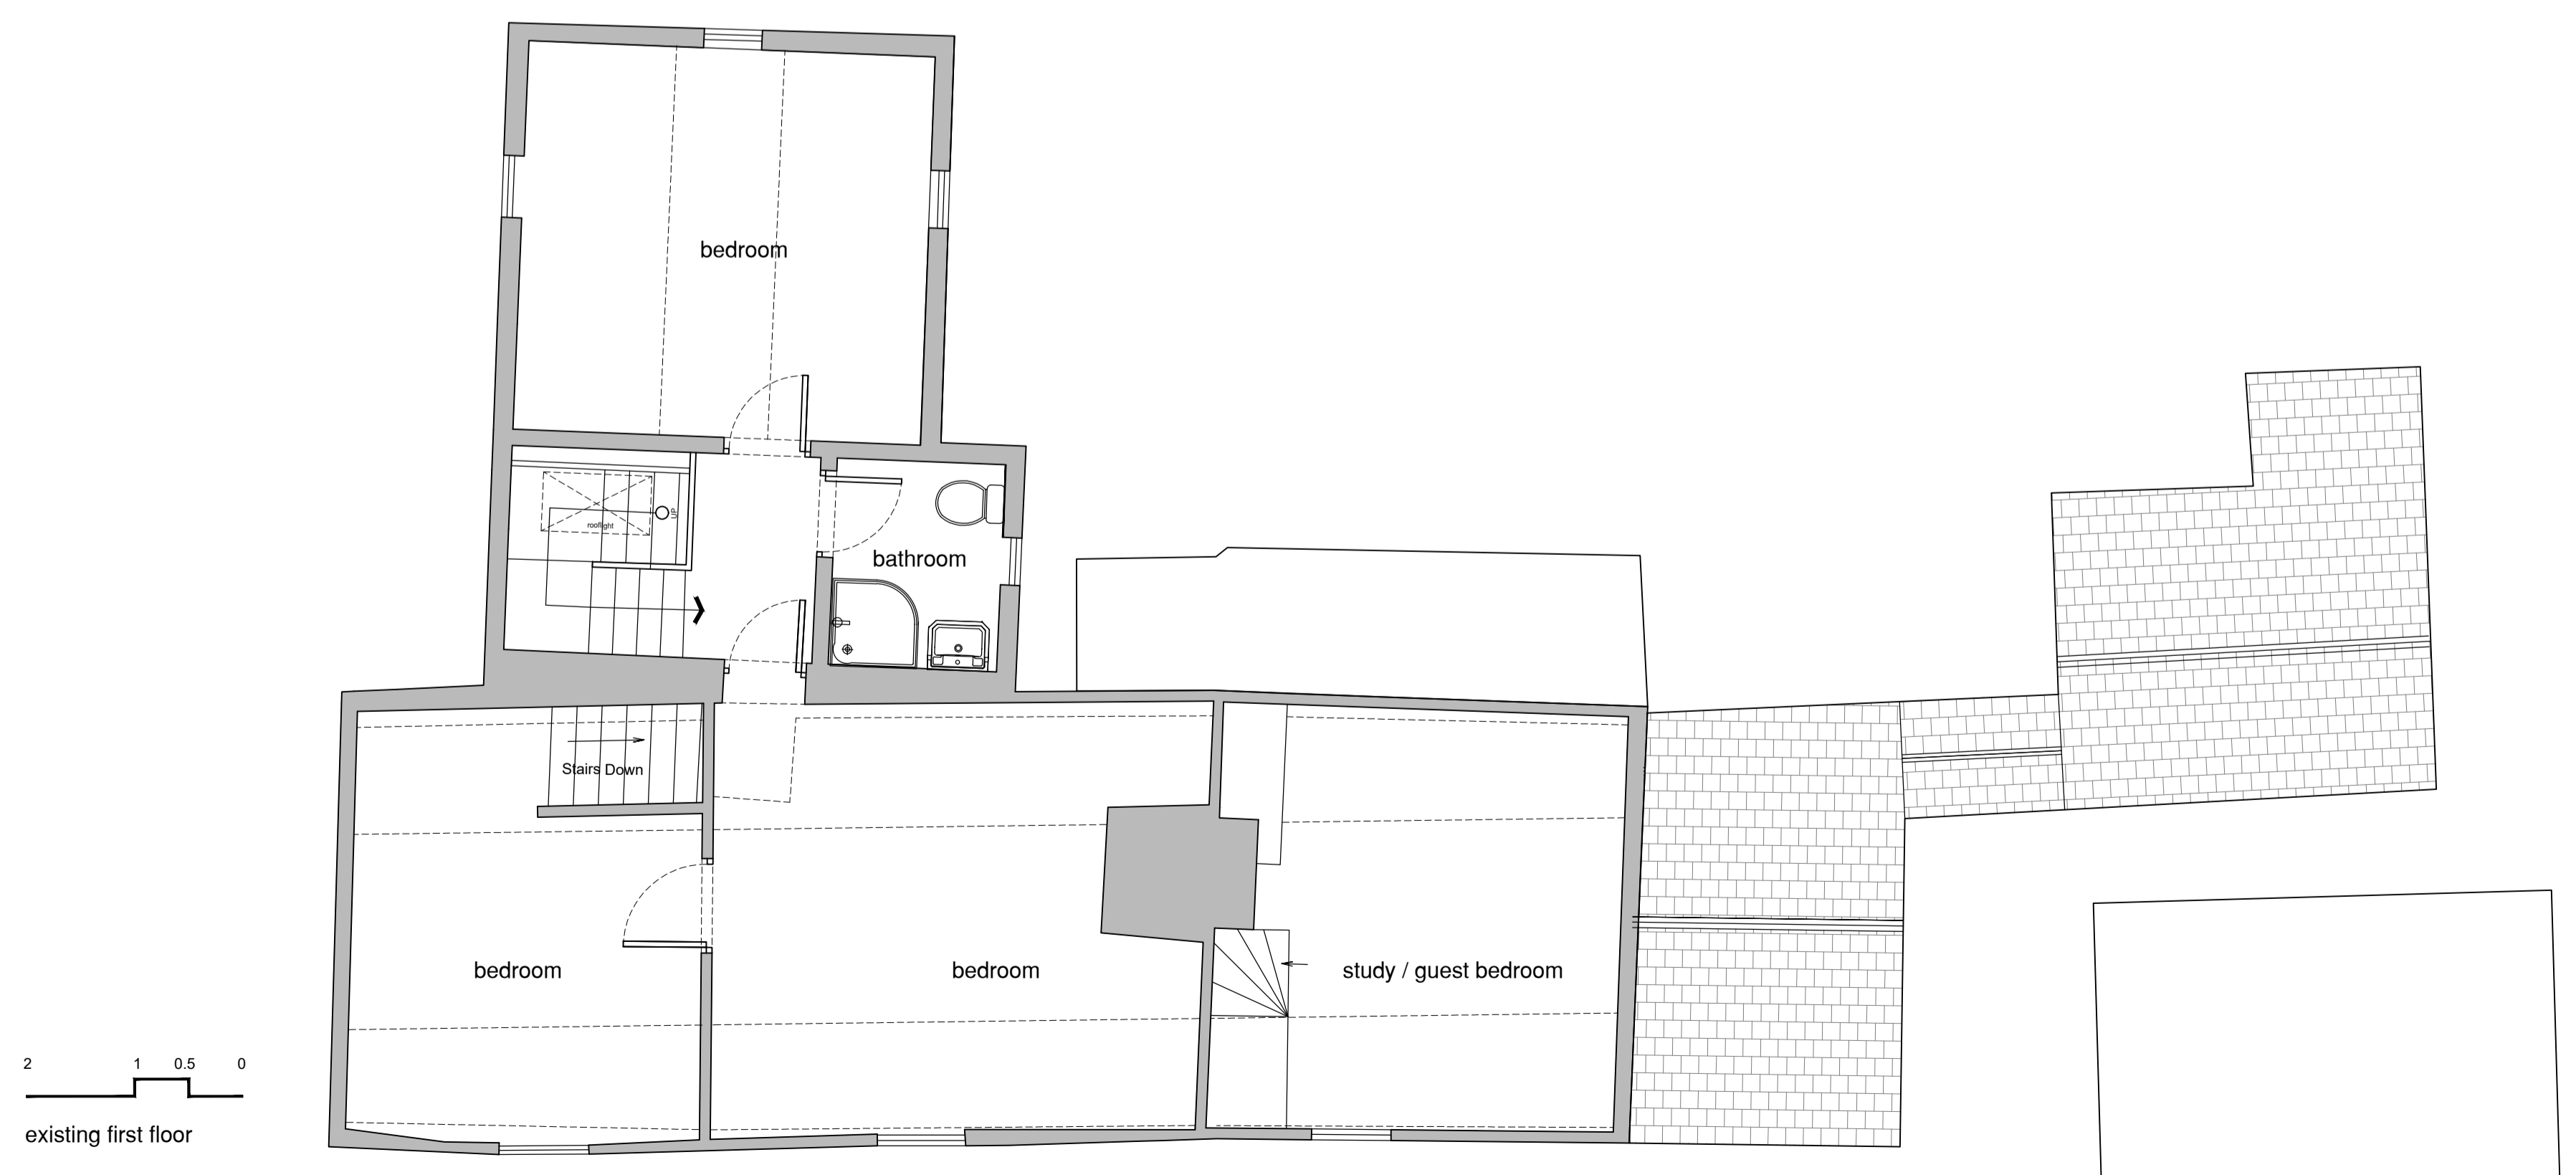 bedroom
rooflight
UP
bathroom
Stairs Down
bedroom
bedroom
study / guest bedroom
2 1 0.5 0
existing first floor